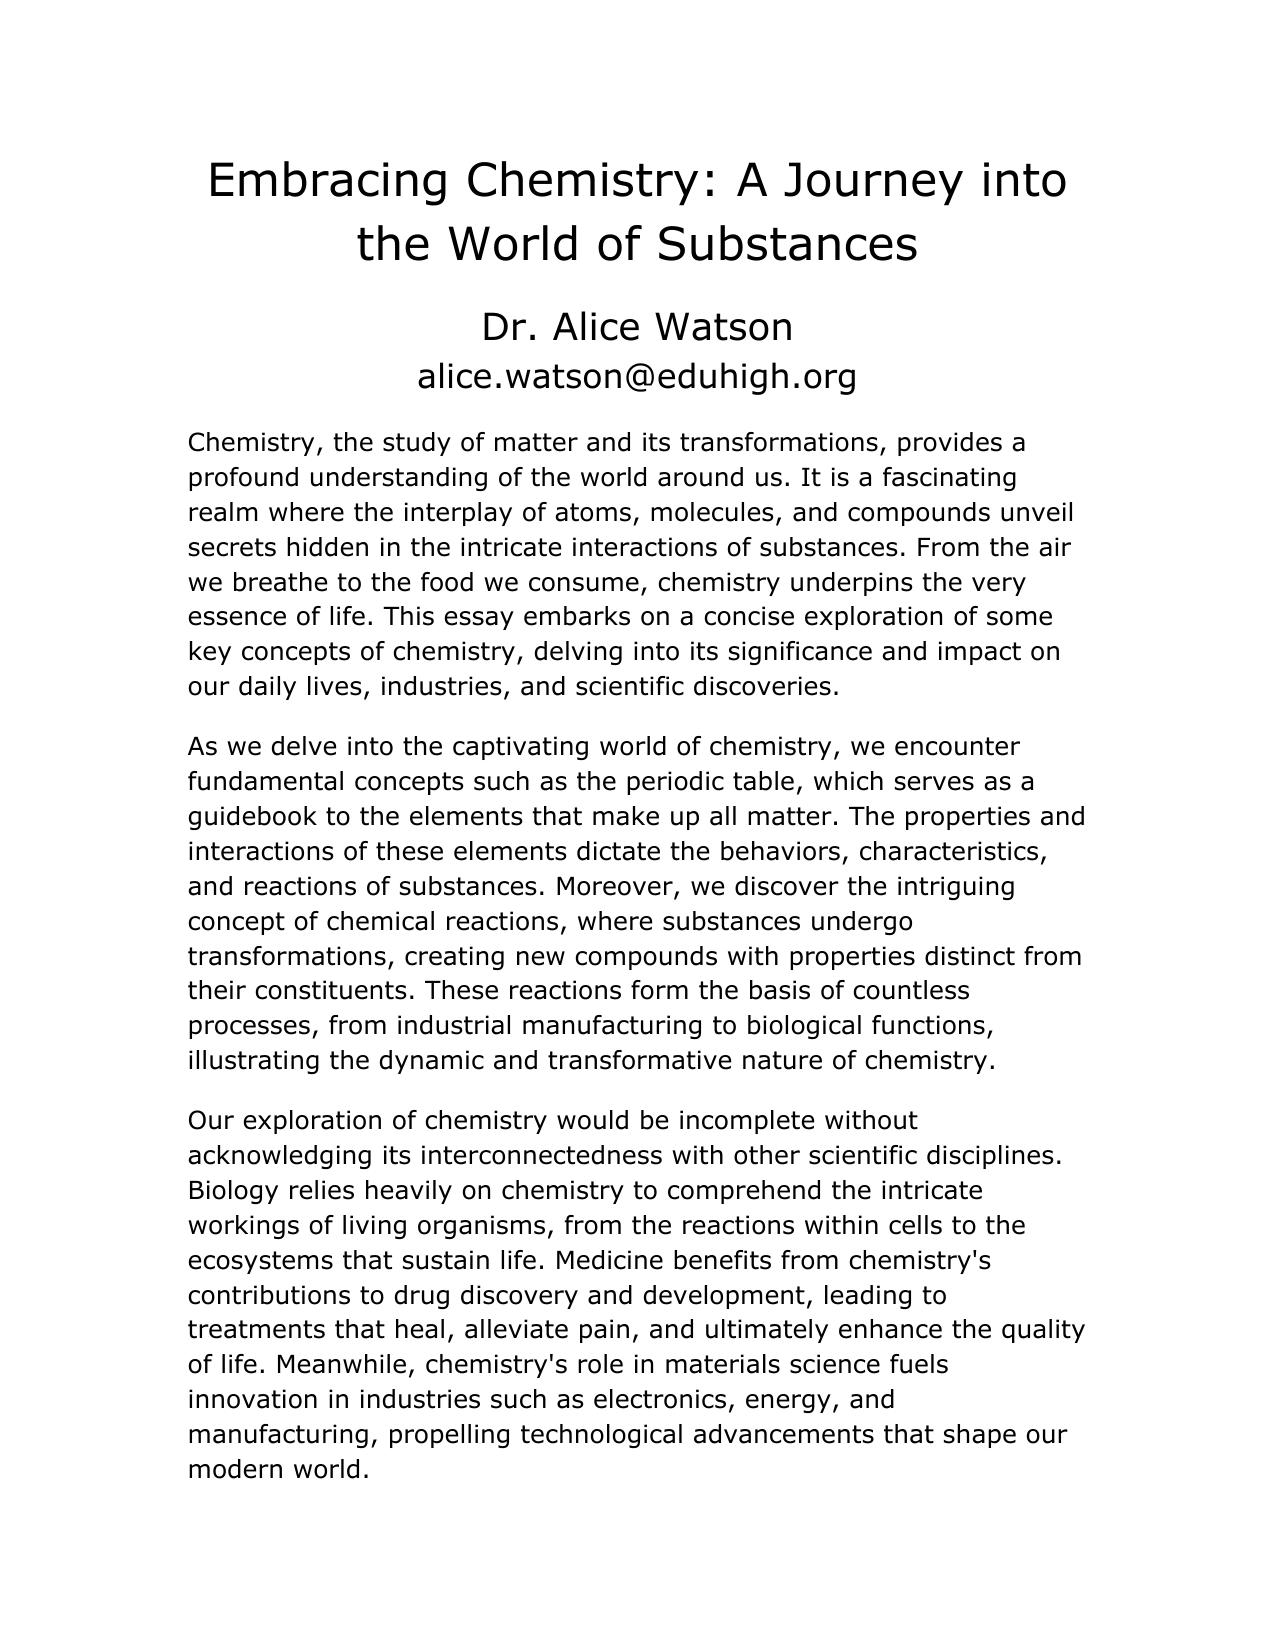 Embracing Chemistry: A Journey into
the World of Substances
Dr. Alice Watson
alice.watson@eduhigh.org
Chemistry, the study of matter and its transformations, provides a
profound understanding of the world around us. It is a fascinating
realm where the interplay of atoms, molecules, and compounds unveil
secrets hidden in the intricate interactions of substances. From the air
we breathe to the food we consume, chemistry underpins the very
essence of life. This essay embarks on a concise exploration of some
key concepts of chemistry, delving into its significance and impact on
our daily lives, industries, and scientific discoveries.
As we delve into the captivating world of chemistry, we encounter
fundamental concepts such as the periodic table, which serves as a
guidebook to the elements that make up all matter. The properties and
interactions of these elements dictate the behaviors, characteristics,
and reactions of substances. Moreover, we discover the intriguing
concept of chemical reactions, where substances undergo
transformations, creating new compounds with properties distinct from
their constituents. These reactions form the basis of countless
processes, from industrial manufacturing to biological functions,
illustrating the dynamic and transformative nature of chemistry.
Our exploration of chemistry would be incomplete without
acknowledging its interconnectedness with other scientific disciplines.
Biology relies heavily on chemistry to comprehend the intricate
workings of living organisms, from the reactions within cells to the
ecosystems that sustain life. Medicine benefits from chemistry's
contributions to drug discovery and development, leading to
treatments that heal, alleviate pain, and ultimately enhance the quality
of life. Meanwhile, chemistry's role in materials science fuels
innovation in industries such as electronics, energy, and
manufacturing, propelling technological advancements that shape our
modern world.